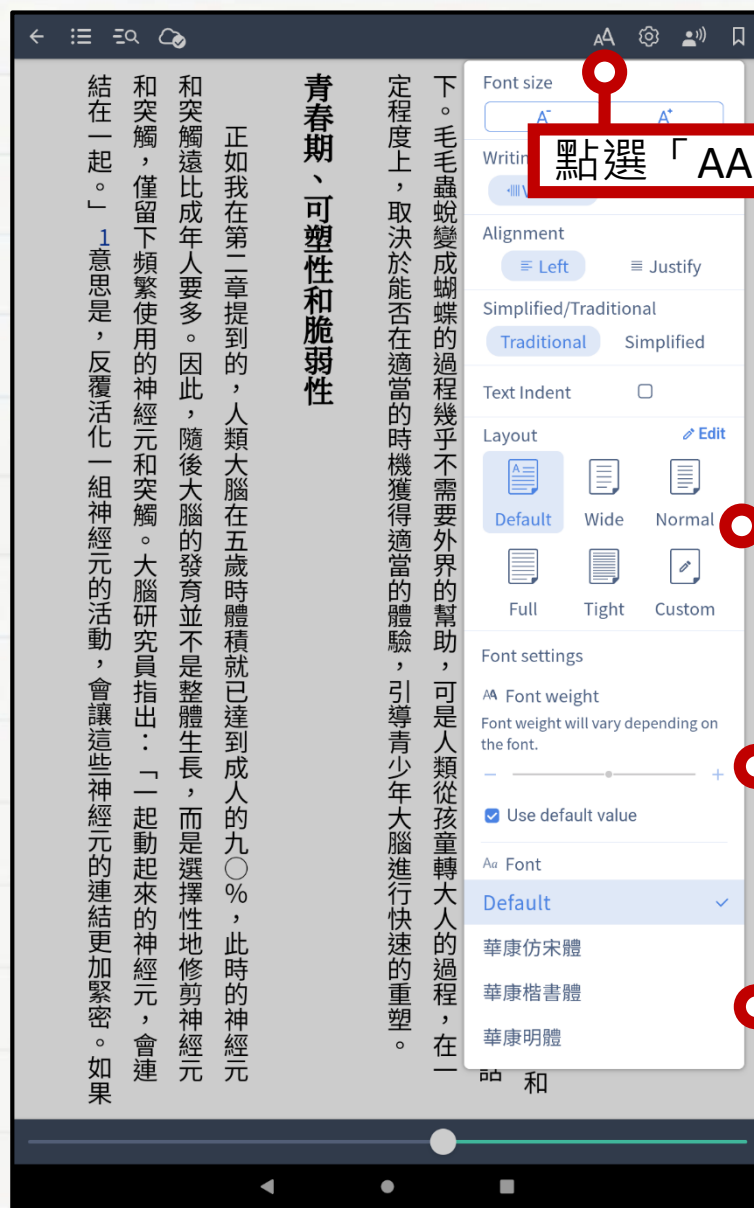 下。毛毛蟲蛻變成蝴蝶的過程幾乎不需要外界的幫助，可是人類從孩童轉大人的過程，在一
定程度上，取決於能否在適當的時機獲得適當的體驗，引導青少年大腦進行快速的重塑。
青春期、可塑性和脆弱性
正如我在第二章提到的，人類大腦在五歲時體積就已達到成人的九〇％，此時的神經元
和突觸遠比成年人要多。因此，隨後大腦的發育並不是整體生長，而是選擇性地修剪神經元
和突觸，僅留下頻繁使用的神經元和突觸。大腦研究員指出：「一起動起來的神經元，會連
結在一起。」1意思是，反覆活化一組神經元的活動，會讓這些神經元的連結更加緊密。如果
和
AA
Font size
A-
A+
點選「AA
Alignment
Left
Justify
Simplified/Traditional
Traditional
Simplified
Text Indent
Layout
Edit
Default
Wide
Normal
Full
Tight
Custom
Font settings
AA Font weight
Font weight will vary depending on
the font.
Use default value
Aa Font
Default
華康仿宋體
華康楷書體
華康明體